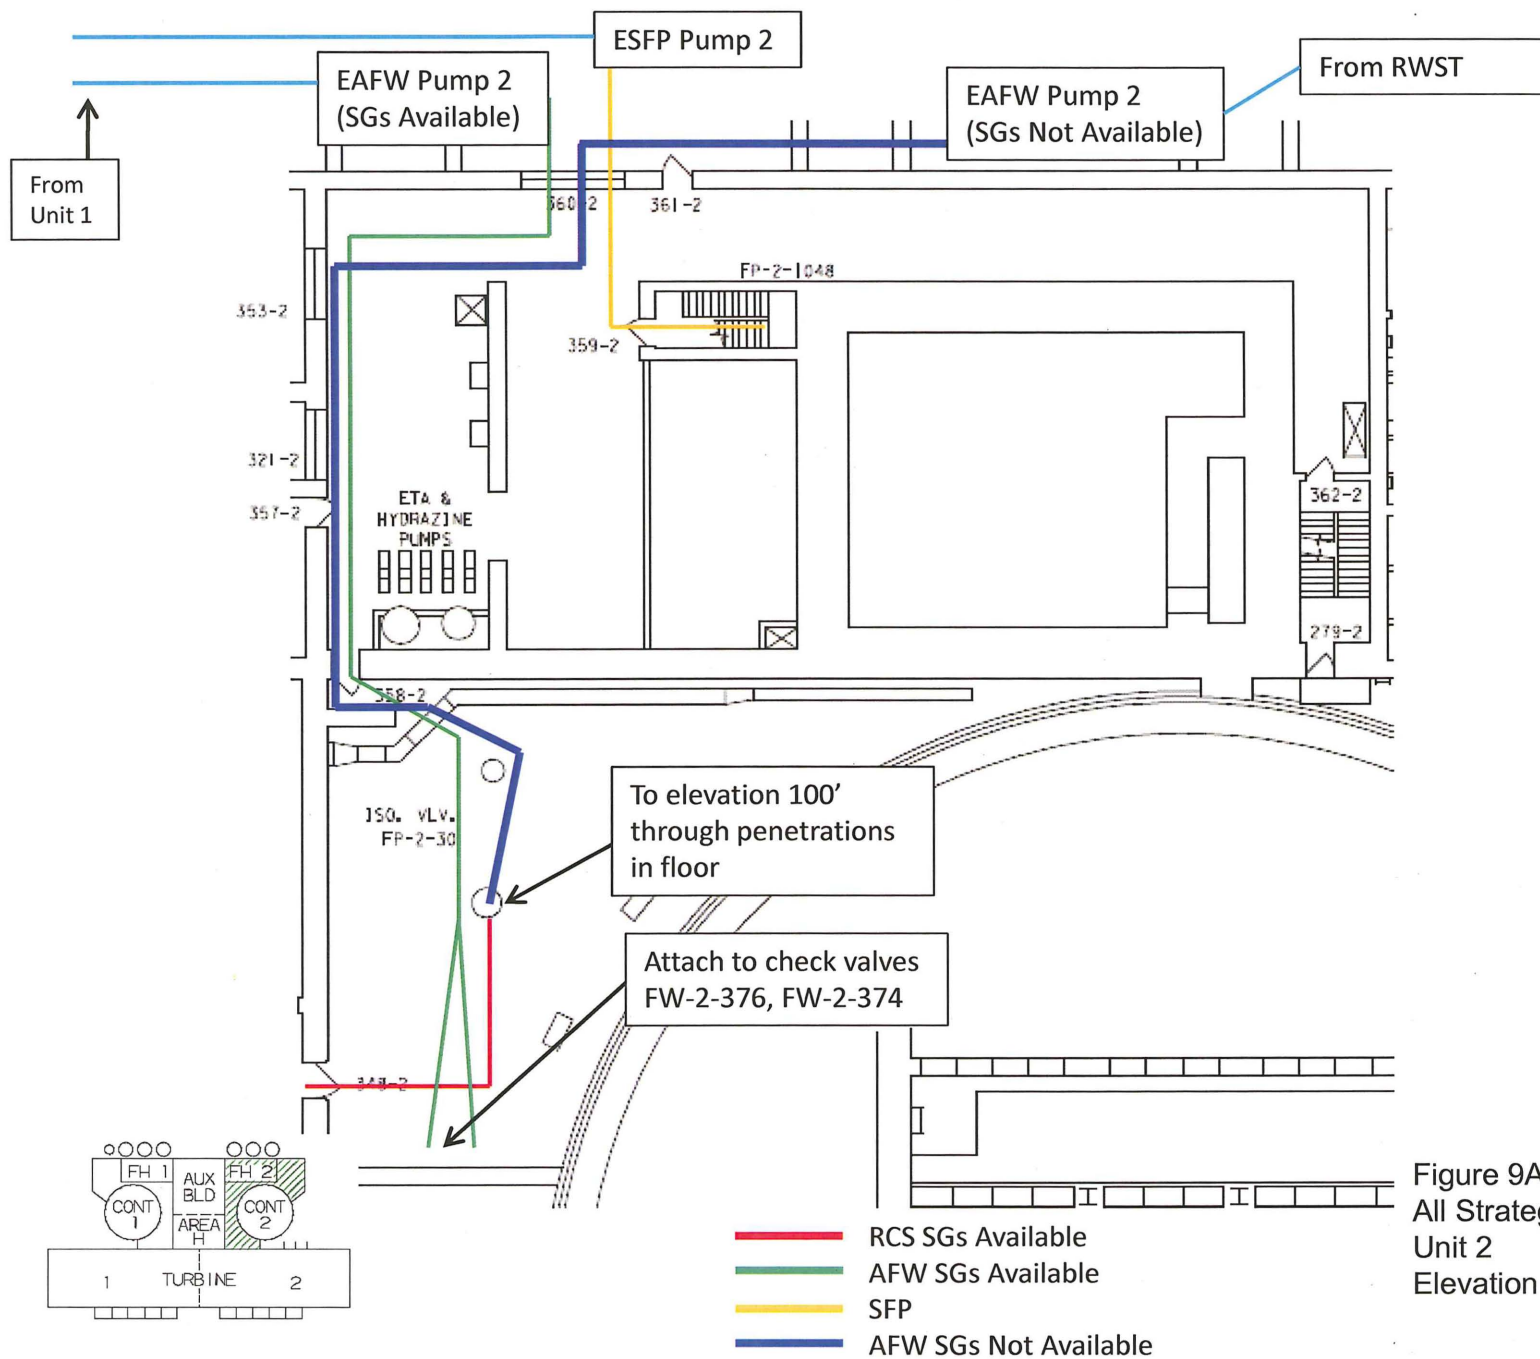 ESFP Pump 2
From RWST
EAFW Pump 2
(SGs Available)
EAFW Pump 2
(SGs Not Available)
From
Unit 1
360-2
361-2
FP-2-1048
353-2
359-2
321-2
357-2
ETA &
HYDRAZINE
PUMPS
362-2
279-2
358-2
To elevation 100'
through penetrations
in floor
ISO. VLV.
FP-2-30
Attach to check valves
FW-2-376, FW-2-374
FH 1
AUX
BLD
FH 2
CONT
1
AREA
H
CONT
2
1
TURBINE
2
Figure 9A
All Strateg
Unit 2
Elevation
RCS SGs Available
AFW SGs Available
SFP
AFW SGs Not Available